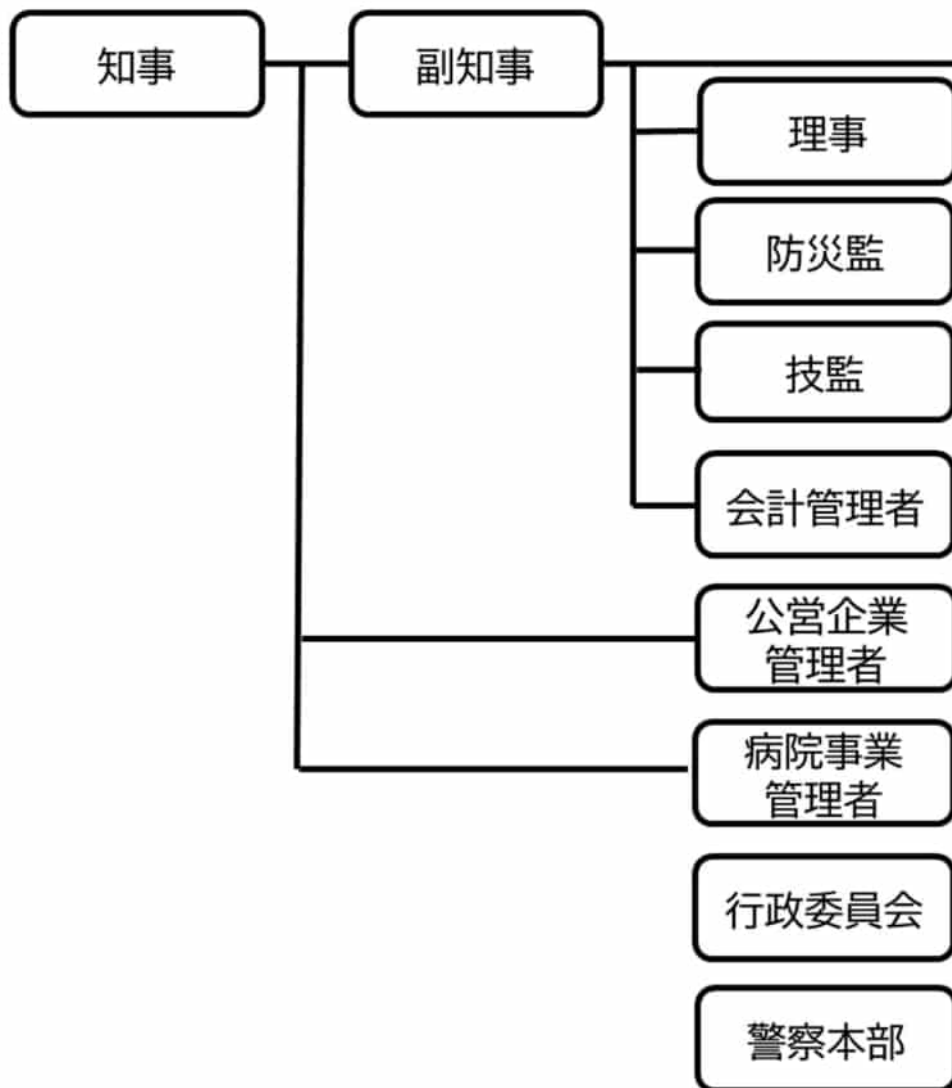 知事
副知事
理事
防災監
技監
会計管理者
公営企業
管理者
病院事業
管理者
行政委員会
警察本部